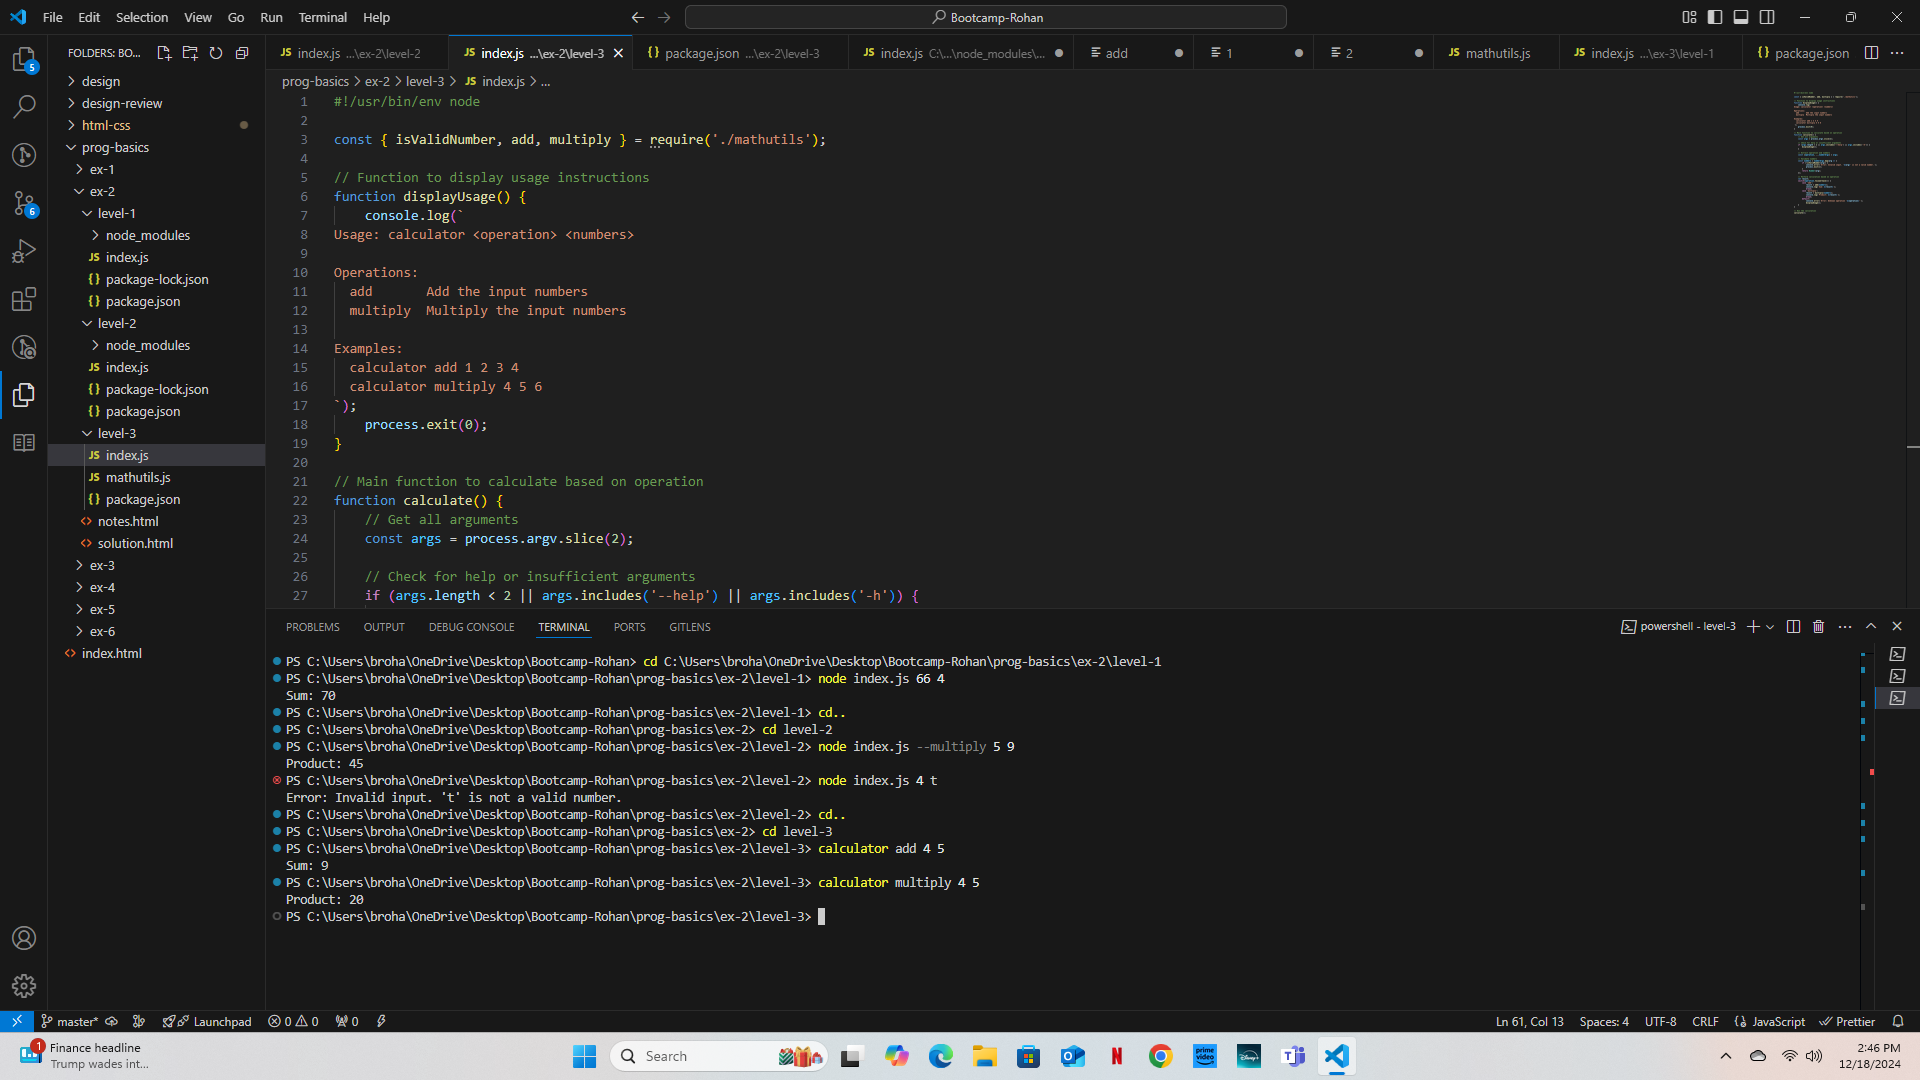 File Edit Selection View Go Run Terminal Help
Bootcamp-Rohan
5
6
FOLDERS: BO...
design
design-review
html-css
prog-basics
ex-1
ex-2
level-1
node_modules
JS index.js
{} package-lock.json
{} package.json
level-2
node_modules
JS index.js
{} package-lock.json
{} package.json
level-3
JS index.js
JS mathutils.js
{} package.json
<> notes.html
<> solution.html
ex-3
ex-4
ex-5
ex-6
<> index.html
JS index.js ...\ex-2\level-2
JS index.js ...\ex-2\level-3
{} package.json ...\ex-2\level-3
JS index.js C:\...\node_modules\...
add
1
2
JS mathutils.js
JS index.js ...\ex-3\level-1
{} package.json
prog-basics > ex-2 > level-3 > JS index.js > ...
1 #!/usr/bin/env node
2
3 const { isValidNumber, add, multiply } = require('./mathutils');
4
5 // Function to display usage instructions
6 function displayUsage() {
7 console.log(`
8 Usage: calculator <operation> <numbers>
9
10 Operations:
11 add Add the input numbers
12 multiply Multiply the input numbers
13
14 Examples:
15 calculator add 1 2 3 4
16 calculator multiply 4 5 6
17 `);
18 process.exit(0);
19 }
20
21 // Main function to calculate based on operation
22 function calculate() {
23 // Get all arguments
24 const args = process.argv.slice(2);
25
26 // Check for help or insufficient arguments
27 if (args.length < 2 || args.includes('--help') || args.includes('-h')) {
PROBLEMS OUTPUT DEBUG CONSOLE TERMINAL PORTS GITLENS
powershell - level-3
PS C:\Users\broha\OneDrive\Desktop\Bootcamp-Rohan> cd C:\Users\broha\OneDrive\Desktop\Bootcamp-Rohan\prog-basics\ex-2\level-1
PS C:\Users\broha\OneDrive\Desktop\Bootcamp-Rohan\prog-basics\ex-2\level-1> node index.js 66 4
Sum: 70
PS C:\Users\broha\OneDrive\Desktop\Bootcamp-Rohan\prog-basics\ex-2\level-1> cd..
PS C:\Users\broha\OneDrive\Desktop\Bootcamp-Rohan\prog-basics\ex-2> cd level-2
PS C:\Users\broha\OneDrive\Desktop\Bootcamp-Rohan\prog-basics\ex-2\level-2> node index.js --multiply 5 9
Product: 45
PS C:\Users\broha\OneDrive\Desktop\Bootcamp-Rohan\prog-basics\ex-2\level-2> node index.js 4 t
Error: Invalid input. 't' is not a valid number.
PS C:\Users\broha\OneDrive\Desktop\Bootcamp-Rohan\prog-basics\ex-2\level-2> cd..
PS C:\Users\broha\OneDrive\Desktop\Bootcamp-Rohan\prog-basics\ex-2> cd level-3
PS C:\Users\broha\OneDrive\Desktop\Bootcamp-Rohan\prog-basics\ex-2\level-3> calculator add 4 5
Sum: 9
PS C:\Users\broha\OneDrive\Desktop\Bootcamp-Rohan\prog-basics\ex-2\level-3> calculator multiply 4 5
Product: 20
PS C:\Users\broha\OneDrive\Desktop\Bootcamp-Rohan\prog-basics\ex-2\level-3>
master* Launchpad 0 0 0
Ln 61, Col 13 Spaces: 4 UTF-8 CRLF {} JavaScript Prettier
1
Finance headline
Trump wades int...
Search
N
prime video
Disney+
2:46 PM
12/18/2024